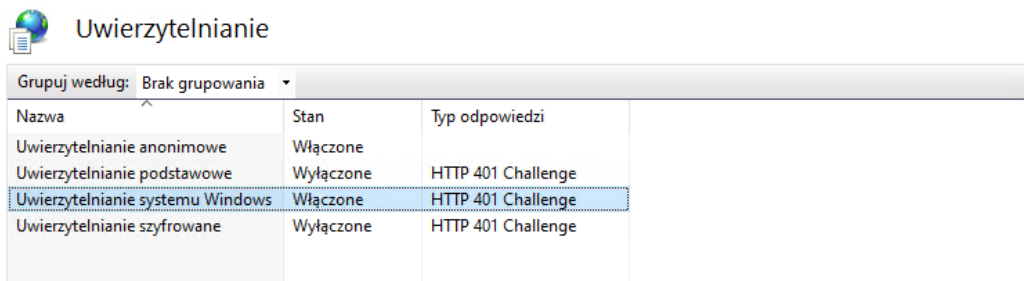 Uwierzytelnianie
Grupuj według: Brak grupowania
Nazwa Stan Typ odpowiedzi
Uwierzytelnianie anonimowe Włączone
Uwierzytelnianie podstawowe Wyłączone HTTP 401 Challenge
Uwierzytelnianie systemu Windows Włączone HTTP 401 Challenge
Uwierzytelnianie szyfrowane Wyłączone HTTP 401 Challenge